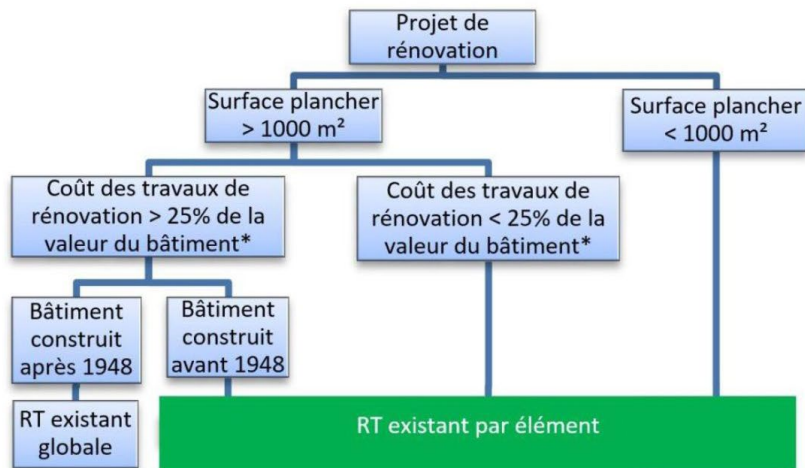 Projet de
rénovation
Surface plancher
> 1000 m²
Surface plancher
< 1000 m²
Coût des travaux de
rénovation > 25% de la
valeur du bâtiment*
Coût des travaux de
rénovation < 25% de la
valeur du bâtiment*
Bâtiment
construit
après 1948
Bâtiment
construit
avant 1948
RT existant
globale
RT existant par élément